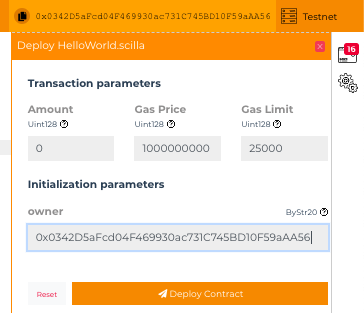 0x0342D5aFcd04F469930ac731C745BD10F59aAA56 Testnet
Deploy HelloWorld.scilla
16
Transaction parameters
Amount Gas Price Gas Limit
Uint128 Uint128 Uint128
0 1000000000 25000
Initialization parameters
owner ByStr20
0x0342D5aFcd04F469930ac731C745BD10F59aAA56
Reset Deploy Contract